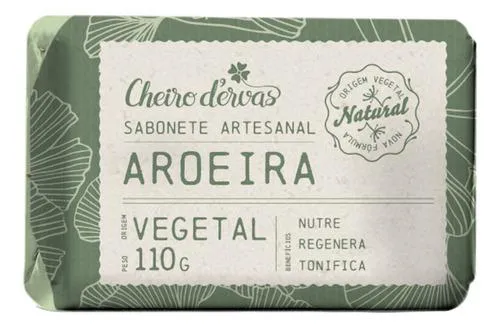 Cheiro d'ervas
SABONETE ARTESANAL
AROEIRA
ORIGEM VEGETAL
Natural
NOVA FÓRMULA
ORIGEM
VEGETAL
PESO
110G
BENEFÍCIOS
NUTRE
REGENERA
TONIFICA